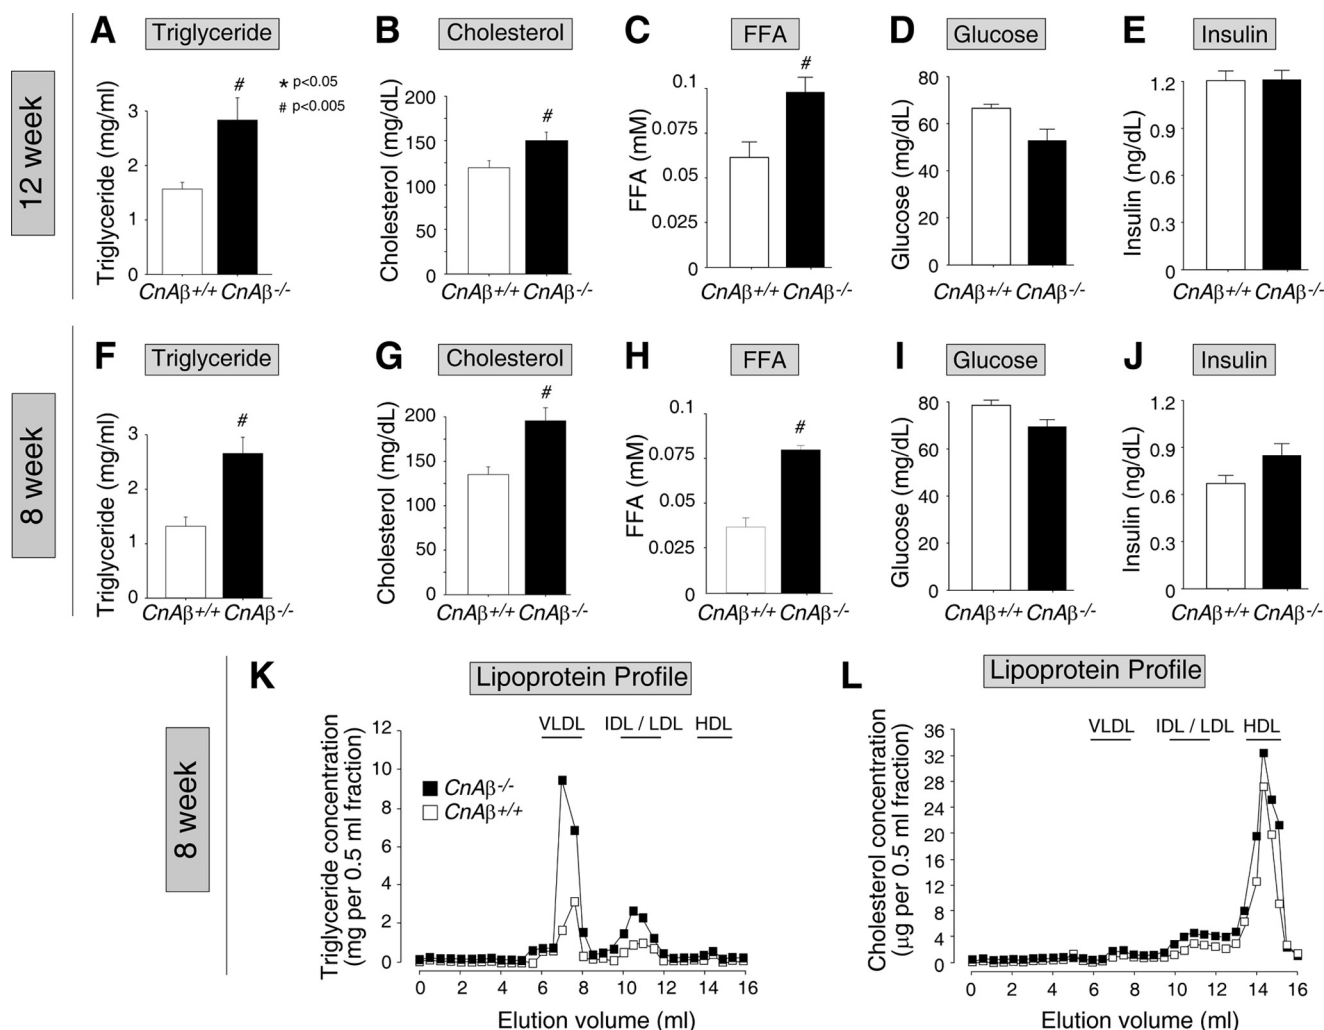 12 week
A Triglyceride
* p<0.05
# p<0.005
#
Triglyceride (mg/ml)
3
2
1
0
CnAβ+/+ CnAβ-/-
B Cholesterol
#
Cholesterol (mg/dL)
200
150
100
50
0
CnAβ+/+ CnAβ-/-
C FFA
#
FFA (mM)
0.1
0.075
0.05
0.025
0
CnAβ+/+ CnAβ-/-
D Glucose
Glucose (mg/dL)
80
60
40
20
0
CnAβ+/+ CnAβ-/-
E Insulin
Insulin (ng/dL)
1.2
0.9
0.6
0.3
0
CnAβ+/+ CnAβ-/-
8 week
F Triglyceride
#
Triglyceride (mg/ml)
3
2
1
0
CnAβ+/+ CnAβ-/-
G Cholesterol
#
Cholesterol (mg/dL)
200
150
100
50
0
CnAβ+/+ CnAβ-/-
H FFA
#
FFA (mM)
0.1
0.075
0.05
0.025
0
CnAβ+/+ CnAβ-/-
I Glucose
Glucose (mg/dL)
80
60
40
20
0
CnAβ+/+ CnAβ-/-
J Insulin
Insulin (ng/dL)
1.2
0.9
0.6
0.3
0
CnAβ+/+ CnAβ-/-
8 week
K Lipoprotein Profile
VLDL IDL / LDL HDL
CnAβ-/-
CnAβ+/+
Triglyceride concentration
(mg per 0.5 ml fraction)
12
10
8
6
4
2
0
0 2 4 6 8 10 12 14 16
Elution volume (ml)
L Lipoprotein Profile
VLDL IDL / LDL HDL
Cholesterol concentration
(µg per 0.5 ml fraction)
36
32
28
24
20
16
12
8
4
0
0 2 4 6 8 10 12 14 16
Elution volume (ml)